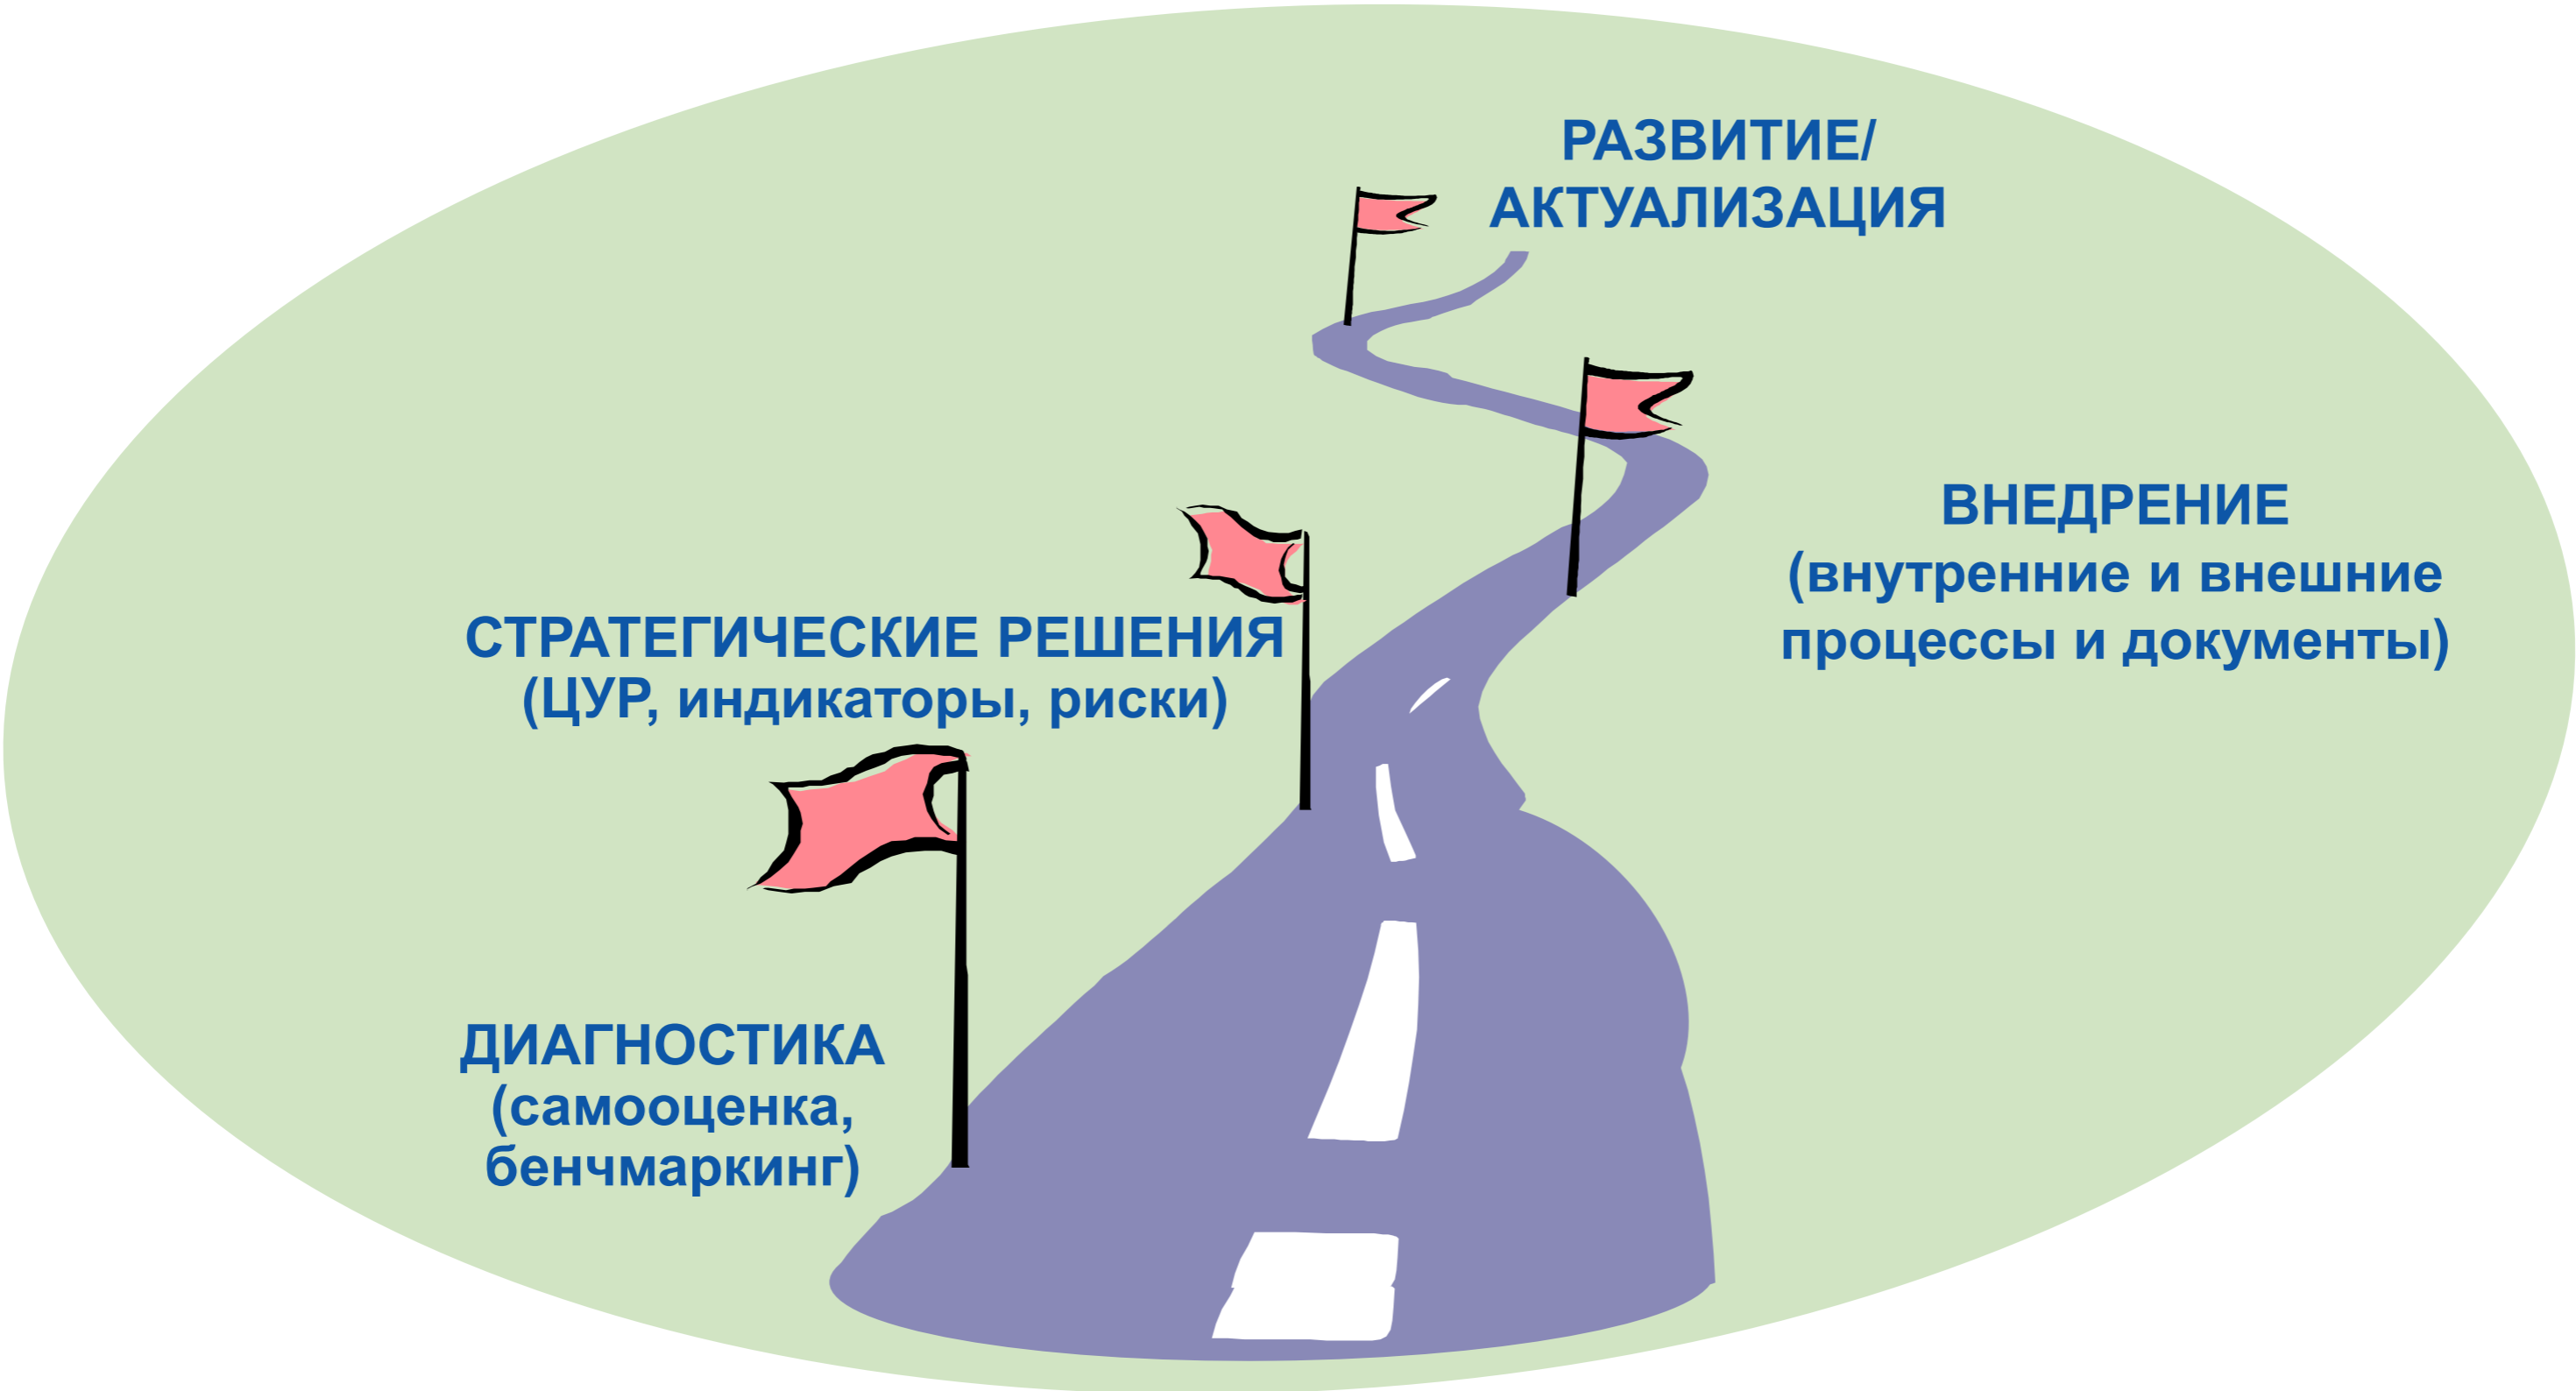 РАЗВИТИЕ/
АКТУАЛИЗАЦИЯ
ВНЕДРЕНИЕ
(внутренние и внешние
процессы и документы)
СТРАТЕГИЧЕСКИЕ РЕШЕНИЯ
(ЦУР, индикаторы, риски)
ДИАГНОСТИКА
(самооценка,
бенчмаркинг)